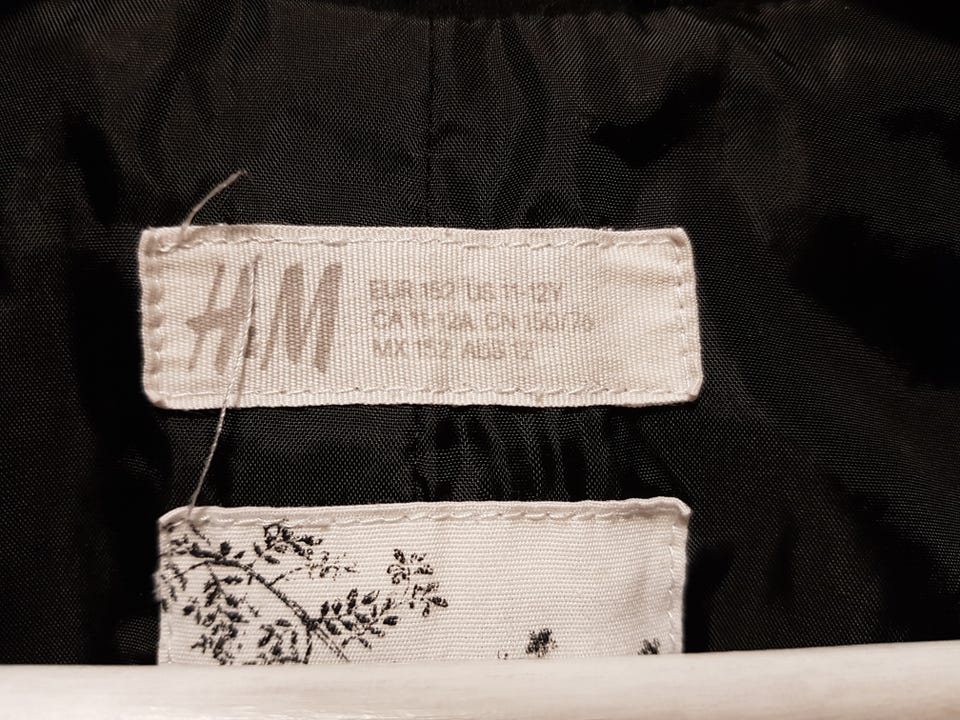 H&M
EUR 152 US 11-12Y
CA 11-12A CN 150/76
MX 152 AUS 12